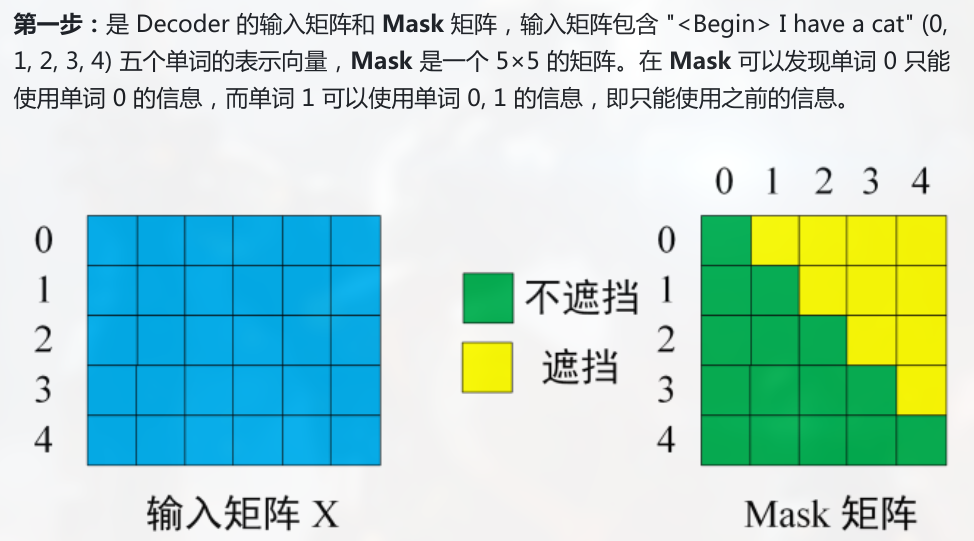 第一步：是 Decoder 的输入矩阵和 Mask 矩阵，输入矩阵包含 "<Begin> I have a cat" (0,
1, 2, 3, 4) 五个单词的表示向量，Mask 是一个 5×5 的矩阵。在 Mask 可以发现单词 0 只能
使用单词 0 的信息，而单词 1 可以使用单词 0, 1 的信息，即只能使用之前的信息。
0 1 2 3 4
0
1
2
3
4
不遮挡
遮挡
0
1
2
3
4
输入矩阵 X
Mask 矩阵